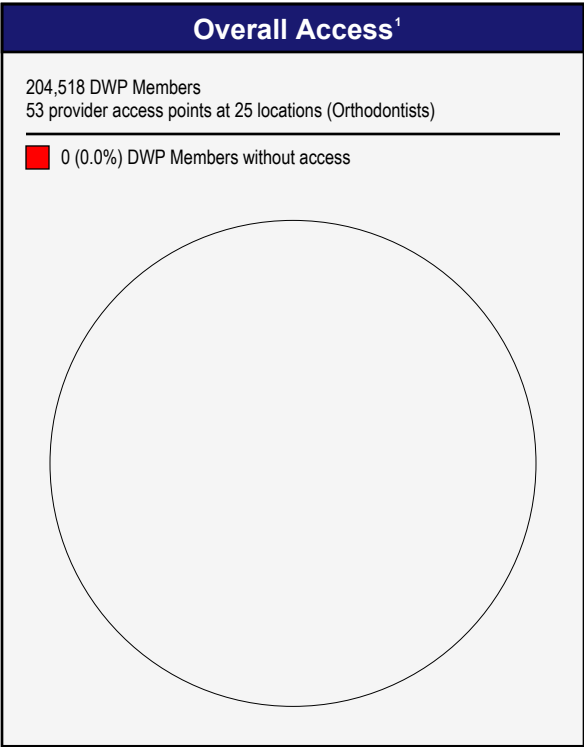 Overall Access¹
204,518 DWP Members
53 provider access points at 25 locations (Orthodontists)
0 (0.0%) DWP Members without access